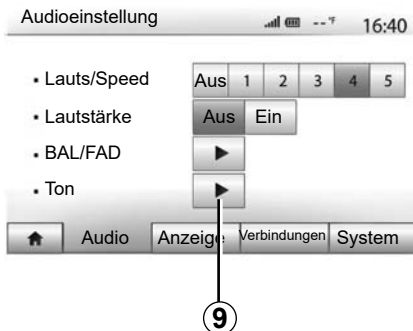 Audioeinstellung -- °F 16:40
• Lauts/Speed Aus 1 2 3 4 5
• Lautstärke Aus Ein
• BAL/FAD
• Ton
Audio Anzeige Verbindungen System
9